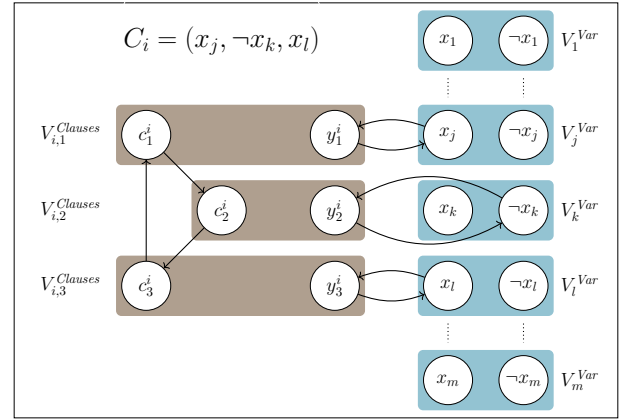 C_i = (x_j, ¬x_k, x_l)
x_1 ¬x_1 V_1^{Var}
V_{i,1}^{Clauses} c_1^i y_1^i x_j ¬x_j V_j^{Var}
V_{i,2}^{Clauses} c_2^i y_2^i x_k ¬x_k V_k^{Var}
V_{i,3}^{Clauses} c_3^i y_3^i x_l ¬x_l V_l^{Var}
x_m ¬x_m V_m^{Var}